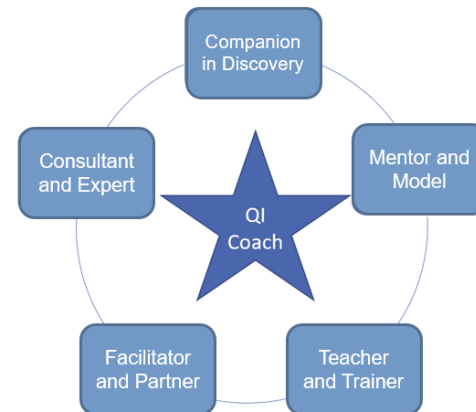 Companion
in Discovery
Consultant
and Expert
Mentor and
Model
QI
Coach
Facilitator
and Partner
Teacher
and Trainer